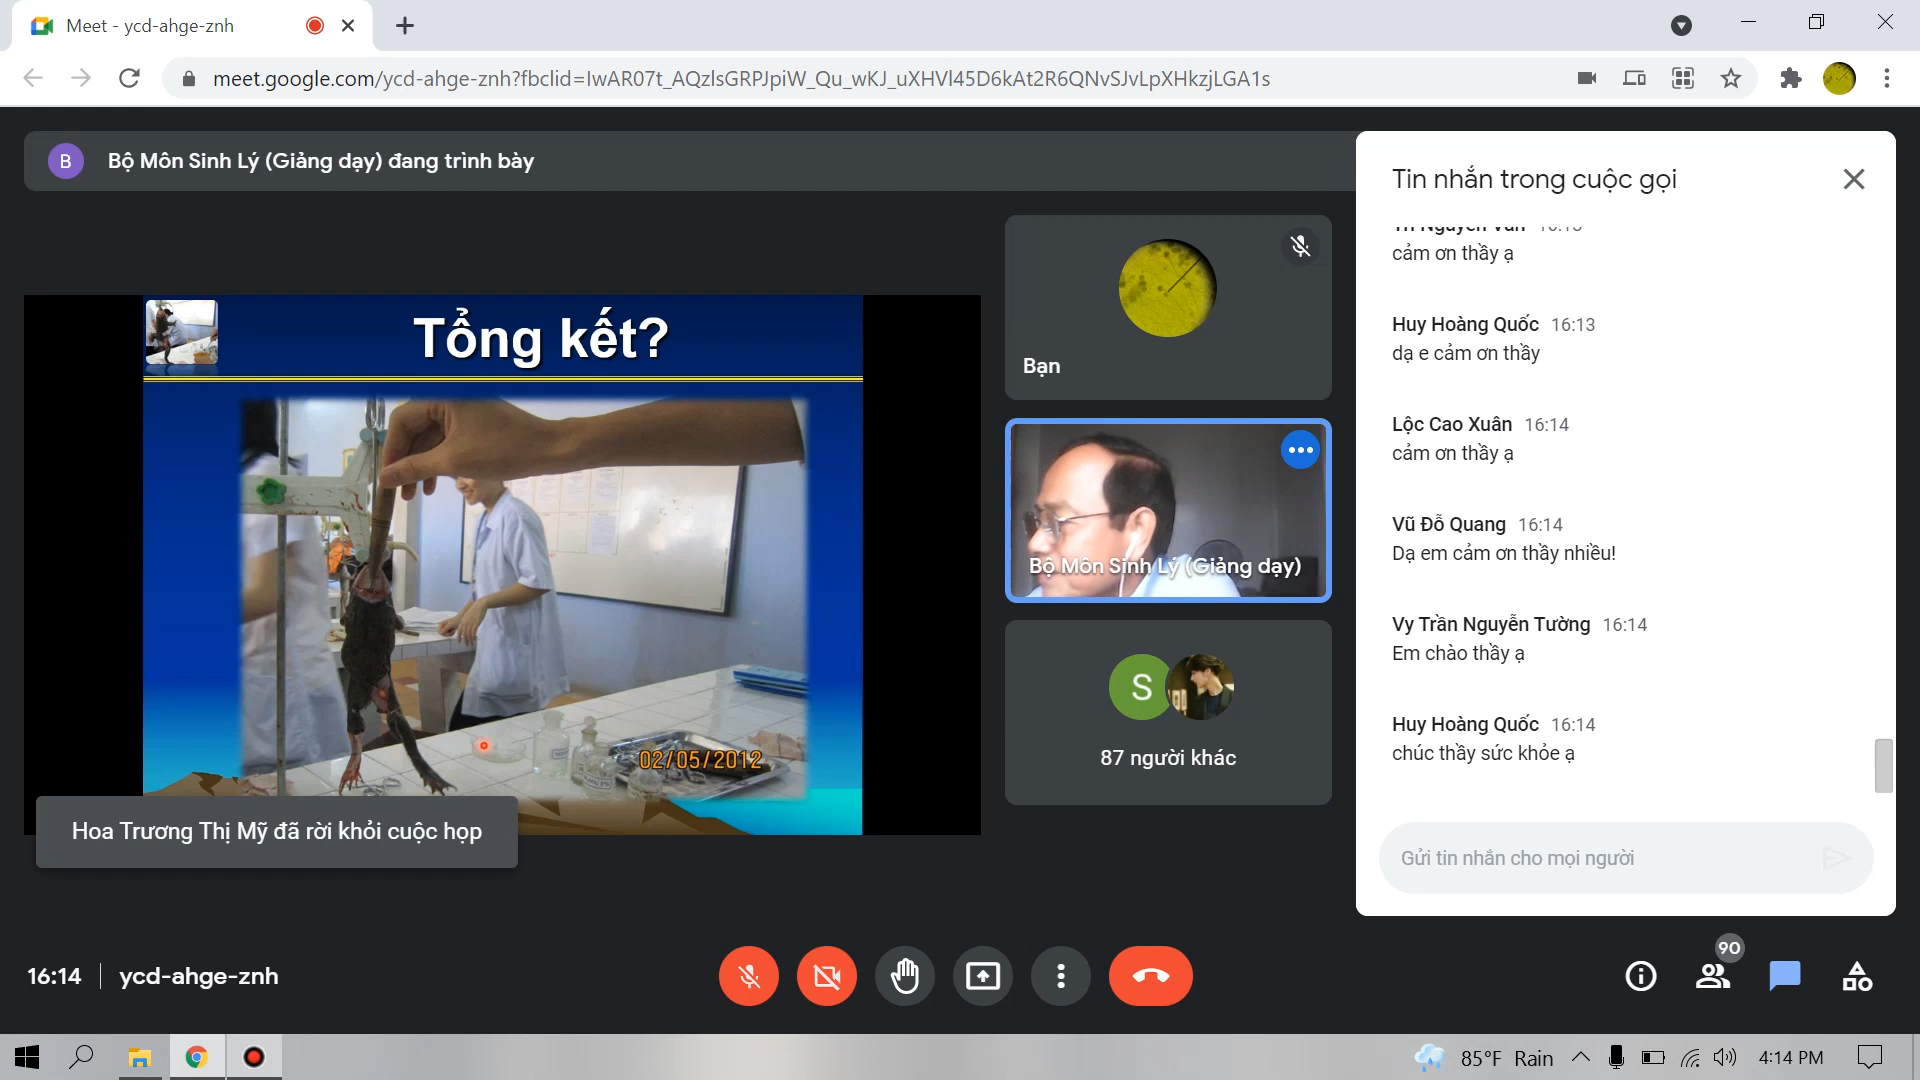 Meet - ycd-ahge-znh
meet.google.com/ycd-ahge-znh?fbclid=IwAR07t_AQzlsGRPJpiW_Qu_wKJ_uXHVl45D6kAt2R6QNvSJvLpXHkzjLGA1s
B
Bộ Môn Sinh Lý (Giảng dạy) đang trình bày
Tổng kết?
02/05/2012
Hoa Trương Thị Mỹ đã rời khỏi cuộc họp
Bạn
Bộ Môn Sinh Lý (Giảng dạy)
S
87 người khác
Tin nhắn trong cuộc gọi
cảm ơn thầy ạ
Huy Hoàng Quốc 16:13
dạ e cảm ơn thầy
Lộc Cao Xuân 16:14
cảm ơn thầy ạ
Vũ Đỗ Quang 16:14
Dạ em cảm ơn thầy nhiều!
Vy Trần Nguyễn Tường 16:14
Em chào thầy ạ
Huy Hoàng Quốc 16:14
chúc thầy sức khỏe ạ
Gửi tin nhắn cho mọi người
16:14 ycd-ahge-znh
90
85°F Rain
4:14 PM